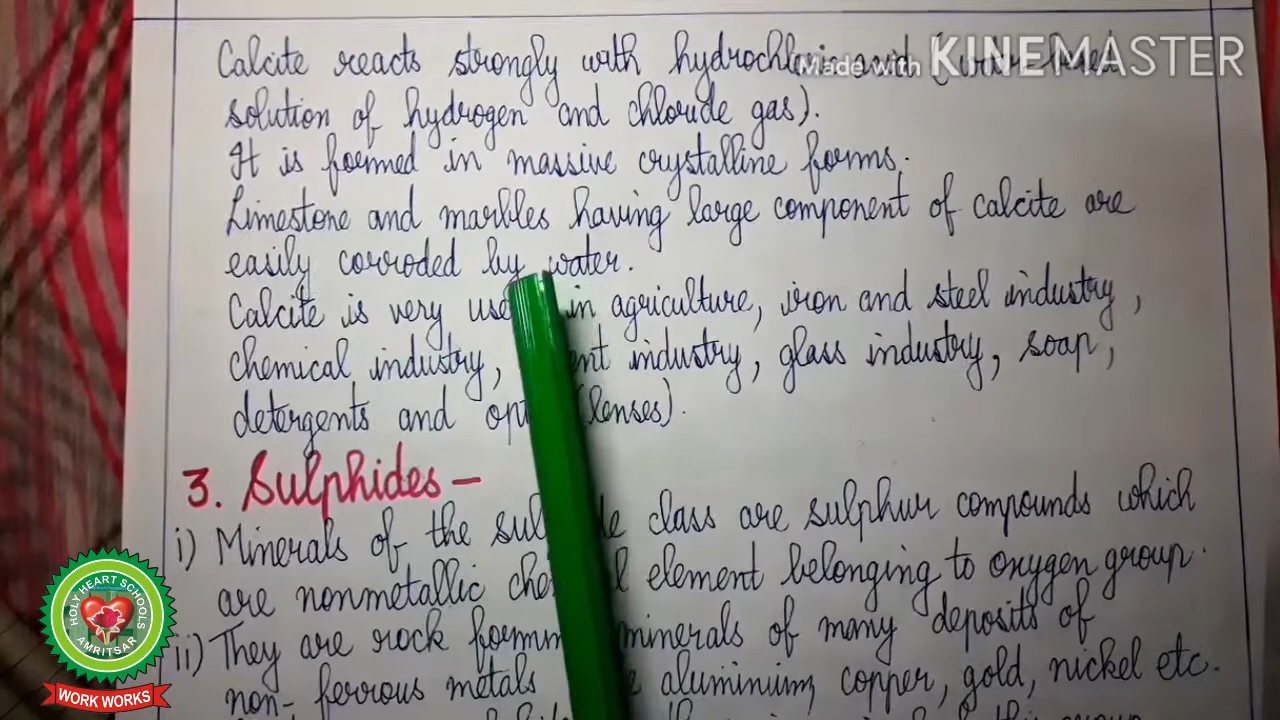 Calcite reacts strongly with hydrochloric acid (water based
Made with KINEMASTER
solution of hydrogen and chloride gas).
It is formed in massive crystalline forms.
Limestone and marbles having large component of calcite are
easily corroded by water.
Calcite is very in agriculture, iron and steel industry,
chemical industry, industry, glass industry, soap,
detergents and (lenses).
3. Sulphides -
i) Minerals of the class are sulphur compounds which
are nonmetallic element belonging to oxygen group.
ii) They are rock minerals of many deposits of
non-ferrous metals aluminium, copper, gold, nickel etc.
HOLY HEART SCHOOLS
AMRITSAR
WORK WORKS